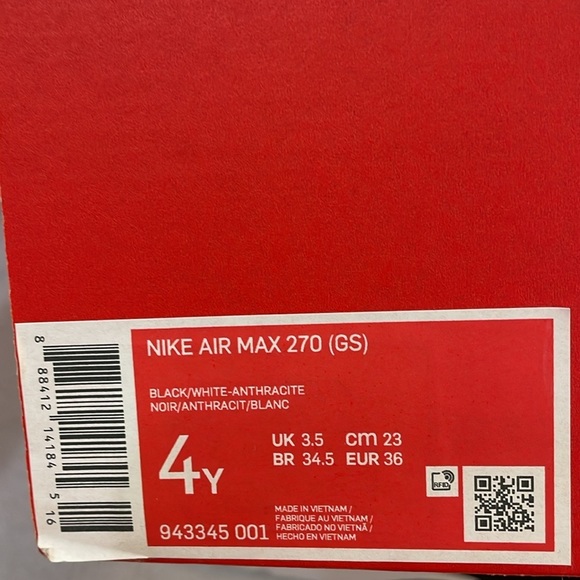 NIKE AIR MAX 270 (GS)
BLACK/WHITE-ANTHRACITE
NOIR/ANTHRACIT/BLANC
4Y
UK 3.5 cm 23
BR 34.5 EUR 36
RFID
943345 001
MADE IN VIETNAM /
FABRIQUE AU VIETNAM /
FABRICADO NO VIETNÃ /
HECHO EN VIETNAM
8 88412 14184 5 16